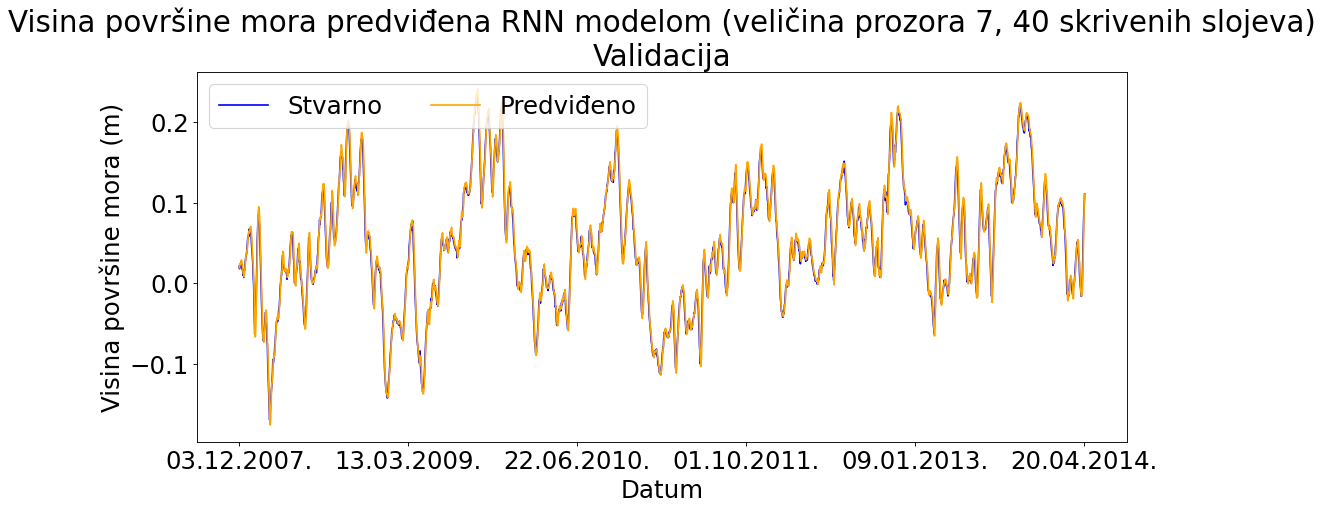 Visina površine mora predviđena RNN modelom (veličina prozora 7, 40 skrivenih slojeva)
Validacija
Stvarno
Predviđeno
Visina površine mora (m)
0.2
0.1
0.0
−0.1
03.12.2007.
13.03.2009.
22.06.2010.
01.10.2011.
09.01.2013.
20.04.2014.
Datum